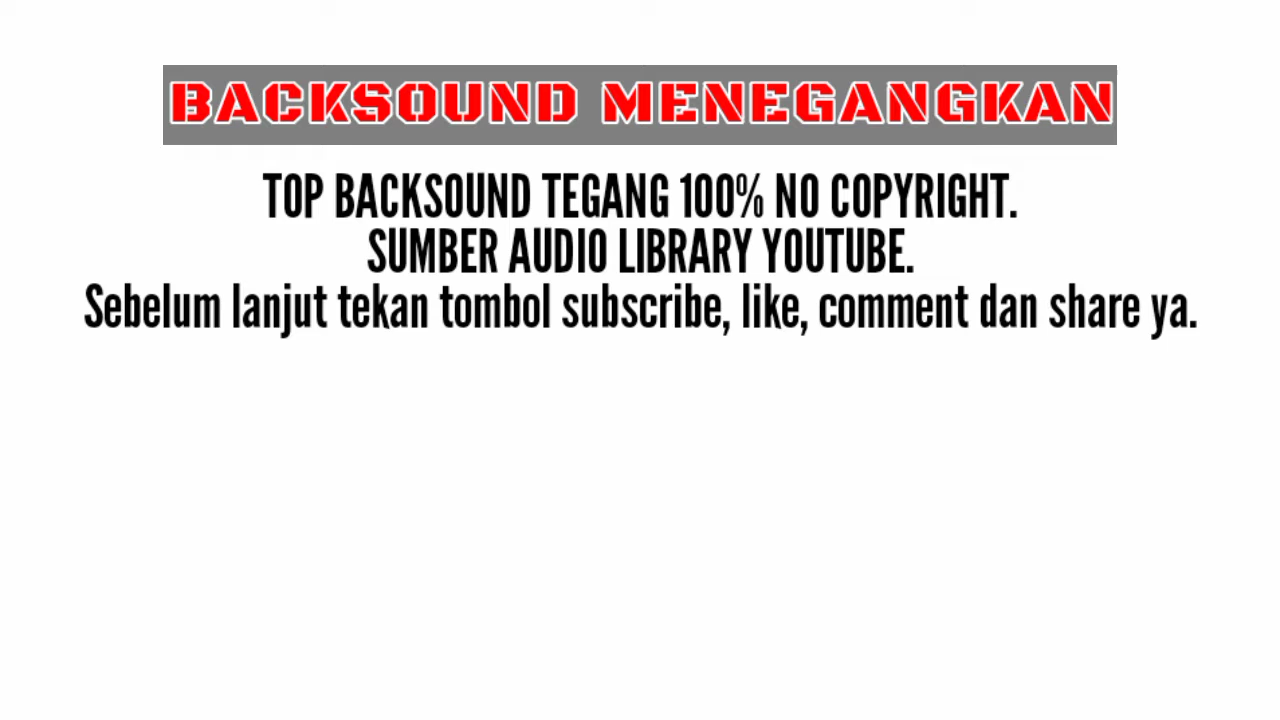 BACKSOUND MENEGANGKAN
TOP BACKSOUND TEGANG 100% NO COPYRIGHT.
SUMBER AUDIO LIBRARY YOUTUBE.
Sebelum lanjut tekan tombol subscribe, like, comment dan share ya.